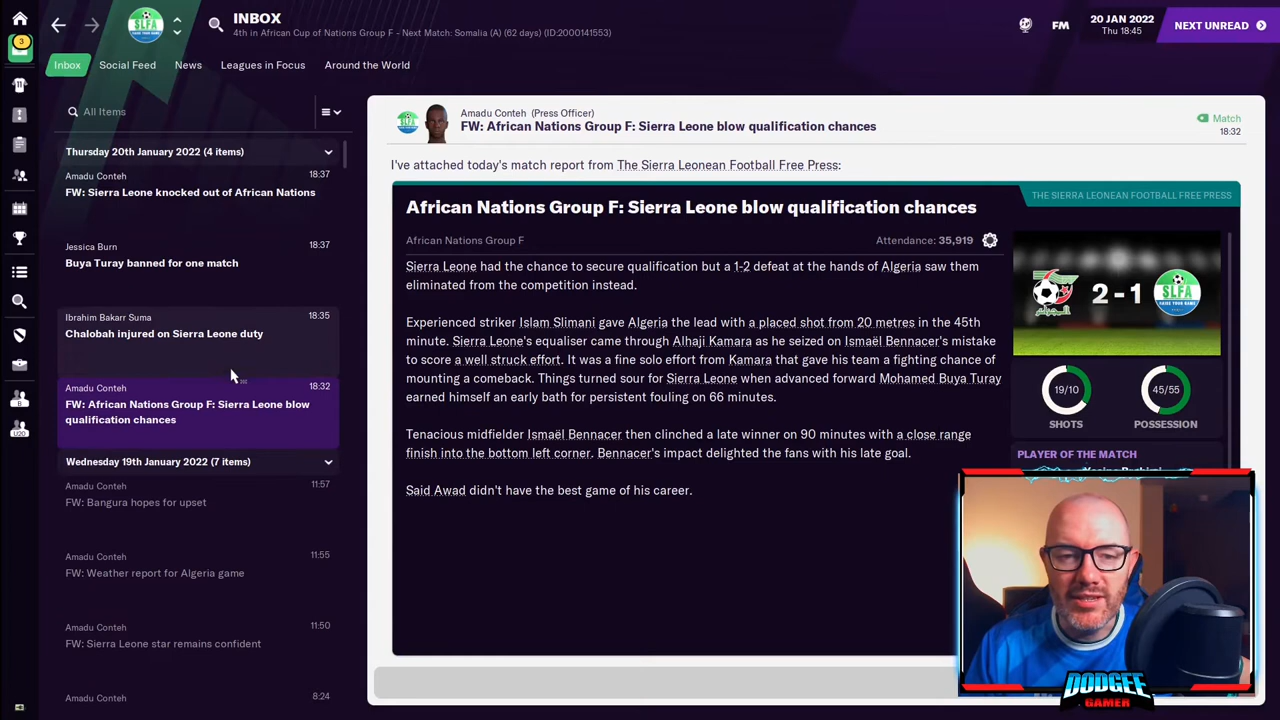 INBOX
4th in African Cup of Nations Group F - Next Match: Somalia (A) (62 days) (ID:2000141553)
FM
20 JAN 2022
Thu 18:45
NEXT UNREAD
3
SLFA
Inbox
Social Feed
News
Leagues in Focus
Around the World
All Items
Thursday 20th January 2022 (4 items)
Amadu Conteh
18:37
FW: Sierra Leone knocked out of African Nations
Jessica Burn
18:37
Buya Turay banned for one match
Ibrahim Bakarr Suma
18:35
Chalobah injured on Sierra Leone duty
Amadu Conteh
18:32
FW: African Nations Group F: Sierra Leone blow
qualification chances
Wednesday 19th January 2022 (7 items)
Amadu Conteh
11:57
FW: Bangura hopes for upset
Amadu Conteh
11:55
FW: Weather report for Algeria game
Amadu Conteh
11:50
FW: Sierra Leone star remains confident
Amadu Conteh
8:24
B
U20
Amadu Conteh (Press Officer)
FW: African Nations Group F: Sierra Leone blow qualification chances
Match
18:32
I've attached today's match report from The Sierra Leonean Football Free Press:
THE SIERRA LEONEAN FOOTBALL FREE PRESS
African Nations Group F: Sierra Leone blow qualification chances
African Nations Group F
Attendance: 35,919
Sierra Leone had the chance to secure qualification but a 1-2 defeat at the hands of Algeria saw them
eliminated from the competition instead.
Experienced striker Islam Slimani gave Algeria the lead with a placed shot from 20 metres in the 45th
minute. Sierra Leone's equaliser came through Alhaji Kamara as he seized on Ismaël Bennacer's mistake
to score a well struck effort. It was a fine solo effort from Kamara that gave his team a fighting chance of
mounting a comeback. Things turned sour for Sierra Leone when advanced forward Mohamed Buya Turay
earned himself an early bath for persistent fouling on 66 minutes.
Tenacious midfielder Ismaël Bennacer then clinched a late winner on 90 minutes with a close range
finish into the bottom left corner. Bennacer's impact delighted the fans with his late goal.
Said Awad didn't have the best game of his career.
2 - 1
SLFA
19/10
SHOTS
45/55
POSSESSION
PLAYER OF THE MATCH
DODGEE
GAMER